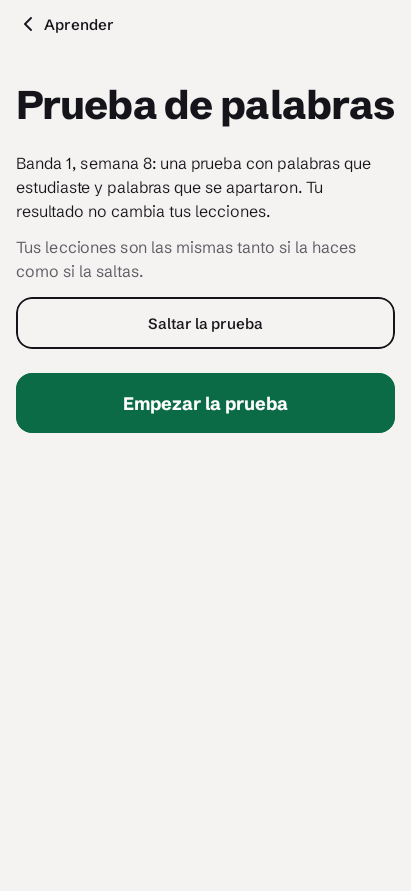 Aprender
Prueba de palabras
Banda 1, semana 8: una prueba con palabras que
estudiaste y palabras que se apartaron. Tu
resultado no cambia tus lecciones.
Tus lecciones son las mismas tanto si la haces
como si la saltas.
Saltar la prueba
Empezar la prueba